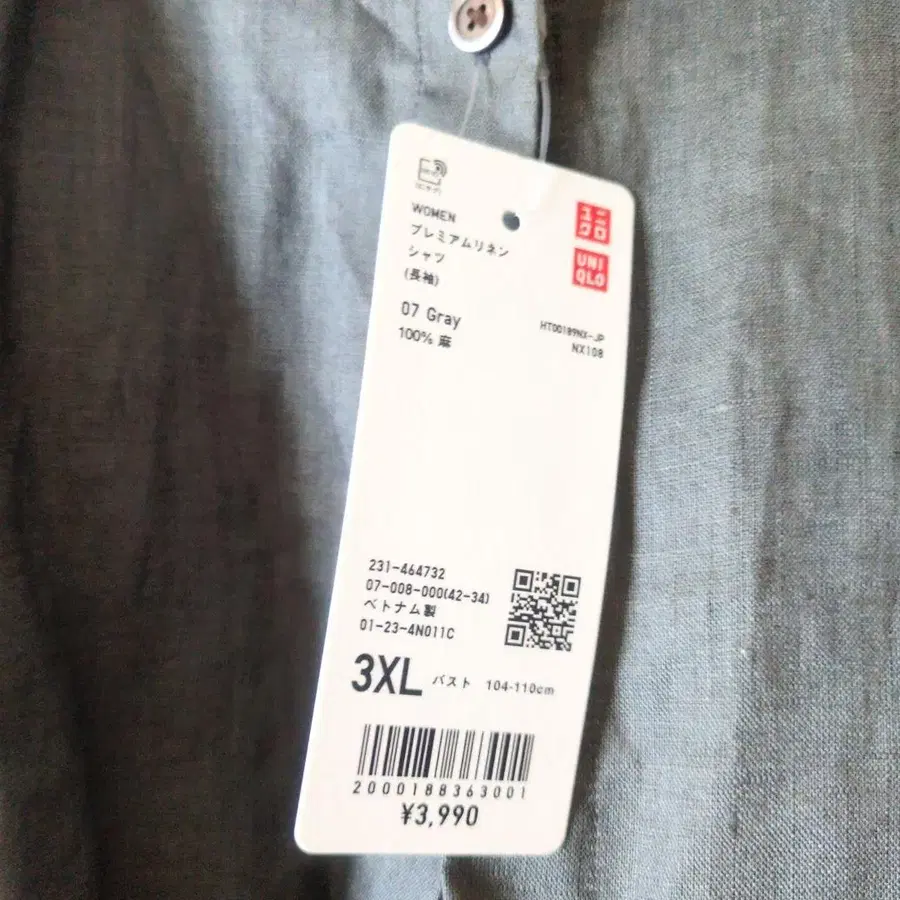 WOMEN
プレミアムリネン
シャツ
(長袖)
07 Gray
100% 麻
ユニ
クロ
UNI
QLO
HT00189NX-JP
NX108
231-464732
07-008-000(42-34)
ベトナム製
01-23-4N011C
3XL バスト 104-110cm
2000188363001
¥3,990